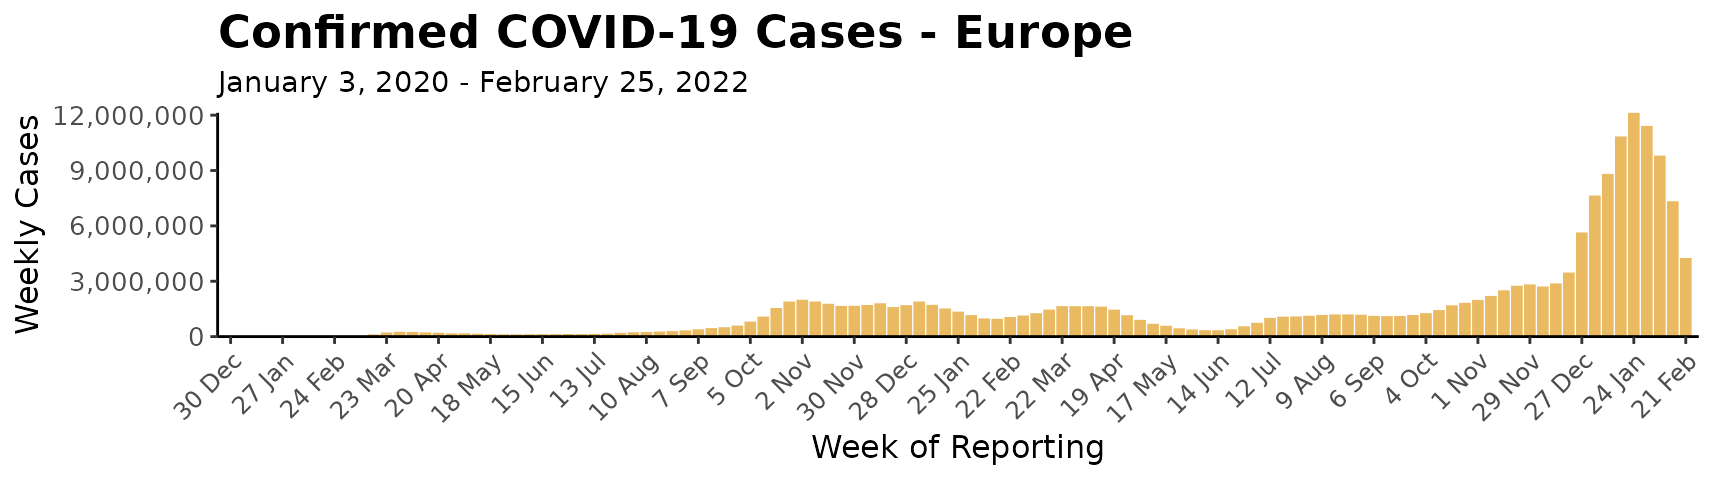 Confirmed COVID-19 Cases - Europe
January 3, 2020 - February 25, 2022
Weekly Cases
12,000,000
9,000,000
6,000,000
3,000,000
0
30 Dec
27 Jan
24 Feb
23 Mar
20 Apr
18 May
15 Jun
13 Jul
10 Aug
7 Sep
5 Oct
2 Nov
30 Nov
28 Dec
25 Jan
22 Feb
22 Mar
19 Apr
17 May
14 Jun
12 Jul
9 Aug
6 Sep
4 Oct
1 Nov
29 Nov
27 Dec
24 Jan
21 Feb
Week of Reporting